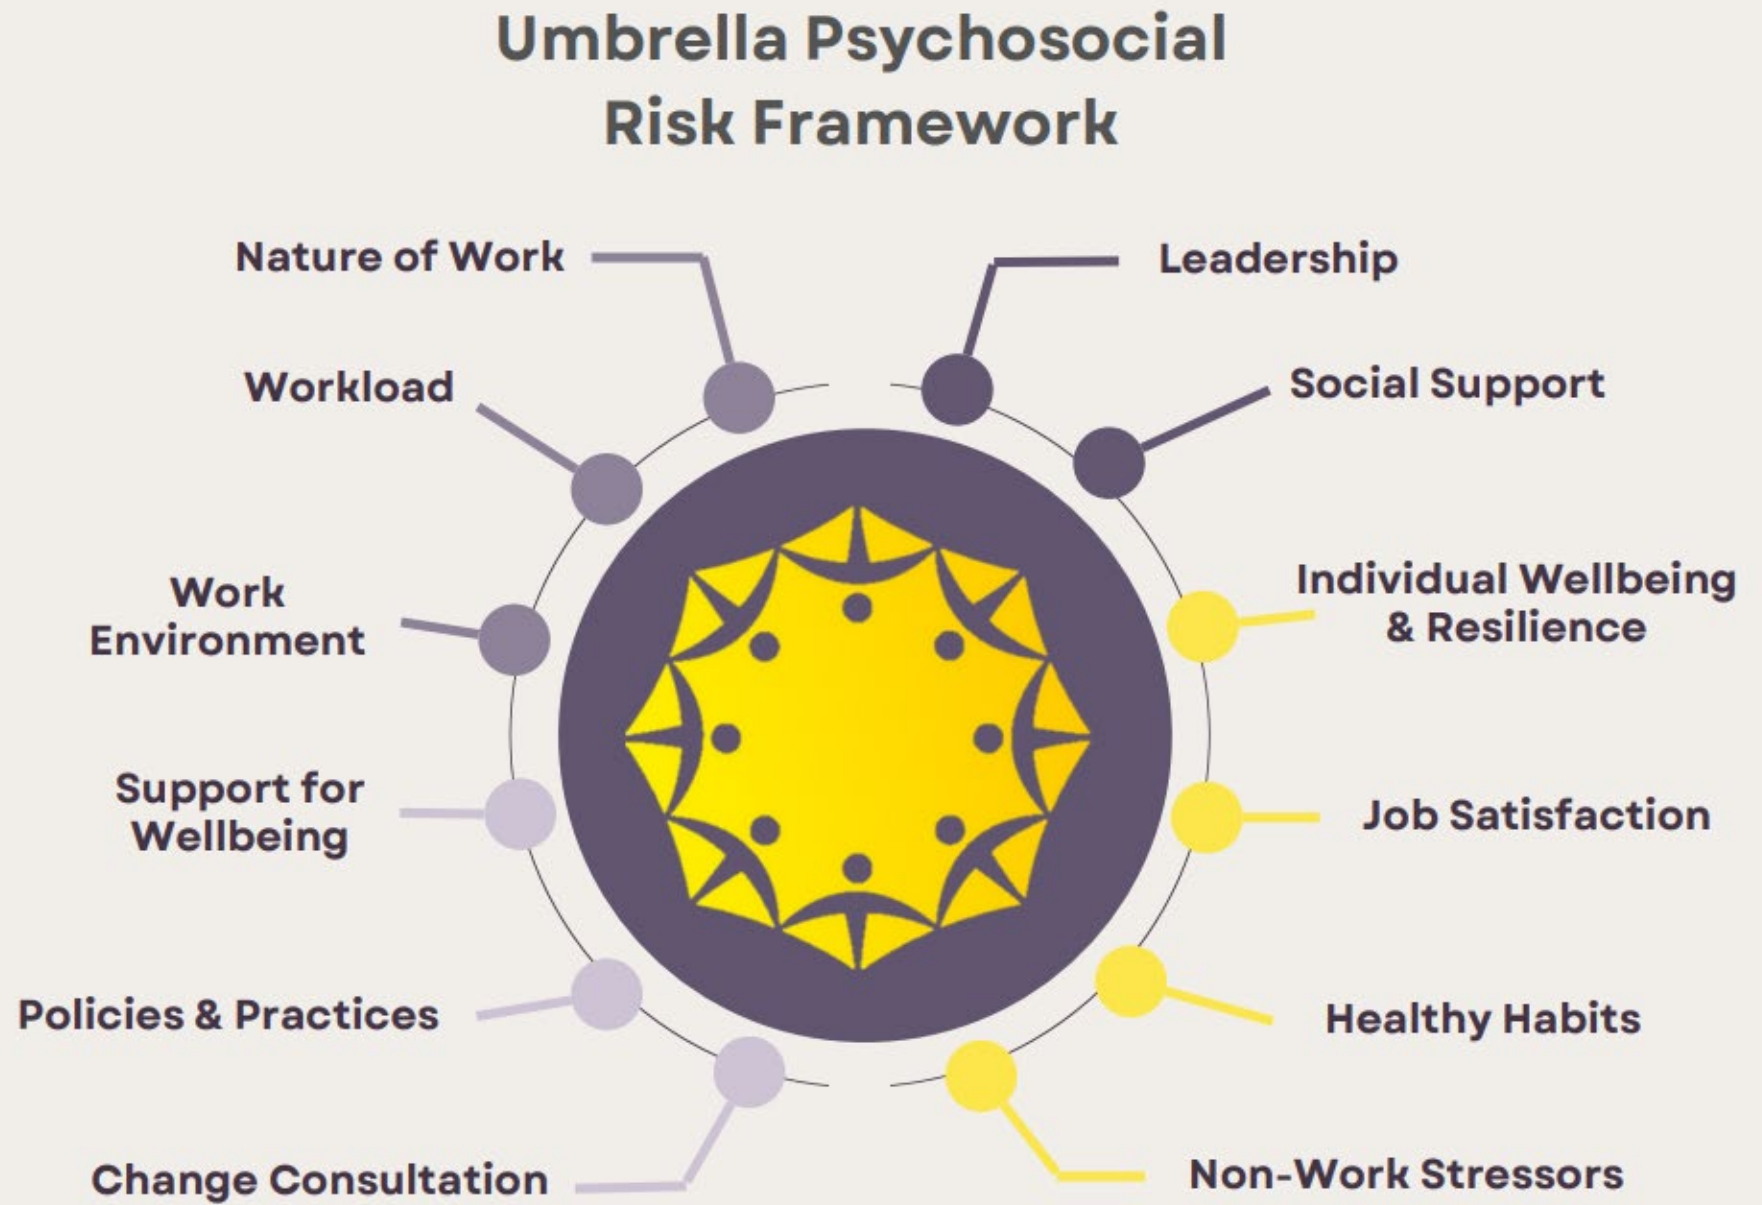 Umbrella Psychosocial
Risk Framework
Nature of Work
Leadership
Workload
Social Support
Work
Environment
Individual Wellbeing
& Resilience
Support for
Wellbeing
Job Satisfaction
Policies & Practices
Healthy Habits
Change Consultation
Non-Work Stressors